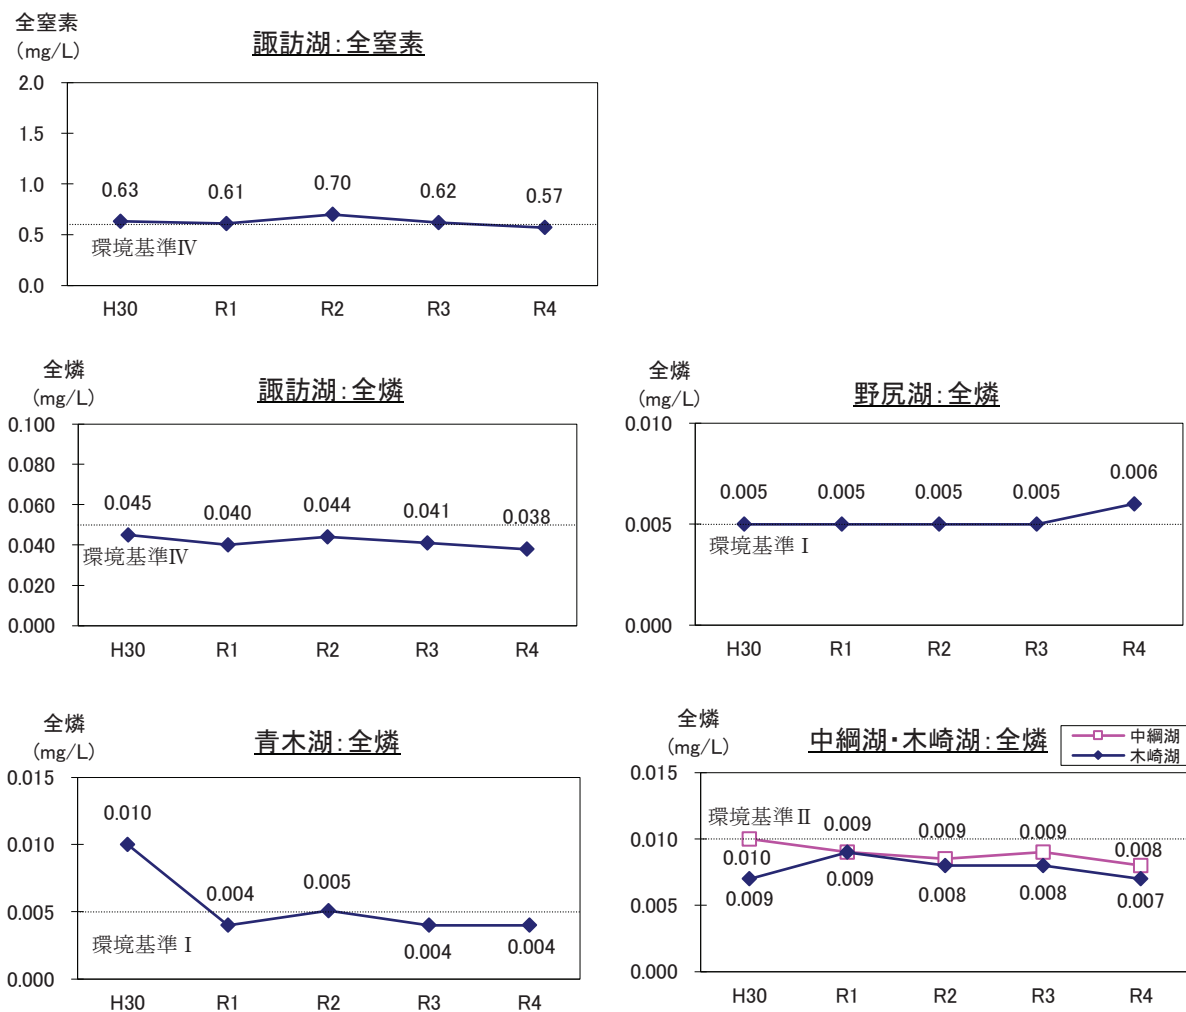 全窒素
(mg/L)
諏訪湖：全窒素
2.0
1.5
1.0
0.5
0.0
0.63
0.61
0.70
0.62
0.57
環境基準Ⅳ
H30
R1
R2
R3
R4
全燐
(mg/L)
諏訪湖：全燐
0.100
0.080
0.060
0.040
0.020
0.000
0.045
0.040
0.044
0.041
0.038
環境基準Ⅳ
H30
R1
R2
R3
R4
全燐
(mg/L)
野尻湖：全燐
0.010
0.005
0.000
0.005
0.005
0.005
0.005
0.006
環境基準Ⅰ
H30
R1
R2
R3
R4
全燐
(mg/L)
青木湖：全燐
0.015
0.010
0.005
0.000
0.010
0.004
0.005
0.004
0.004
環境基準Ⅰ
H30
R1
R2
R3
R4
全燐
(mg/L)
中綱湖・木崎湖：全燐
中綱湖
木崎湖
0.015
0.010
0.005
0.000
環境基準Ⅱ
0.010
0.009
0.009
0.009
0.008
0.009
0.009
0.008
0.008
0.007
H30
R1
R2
R3
R4